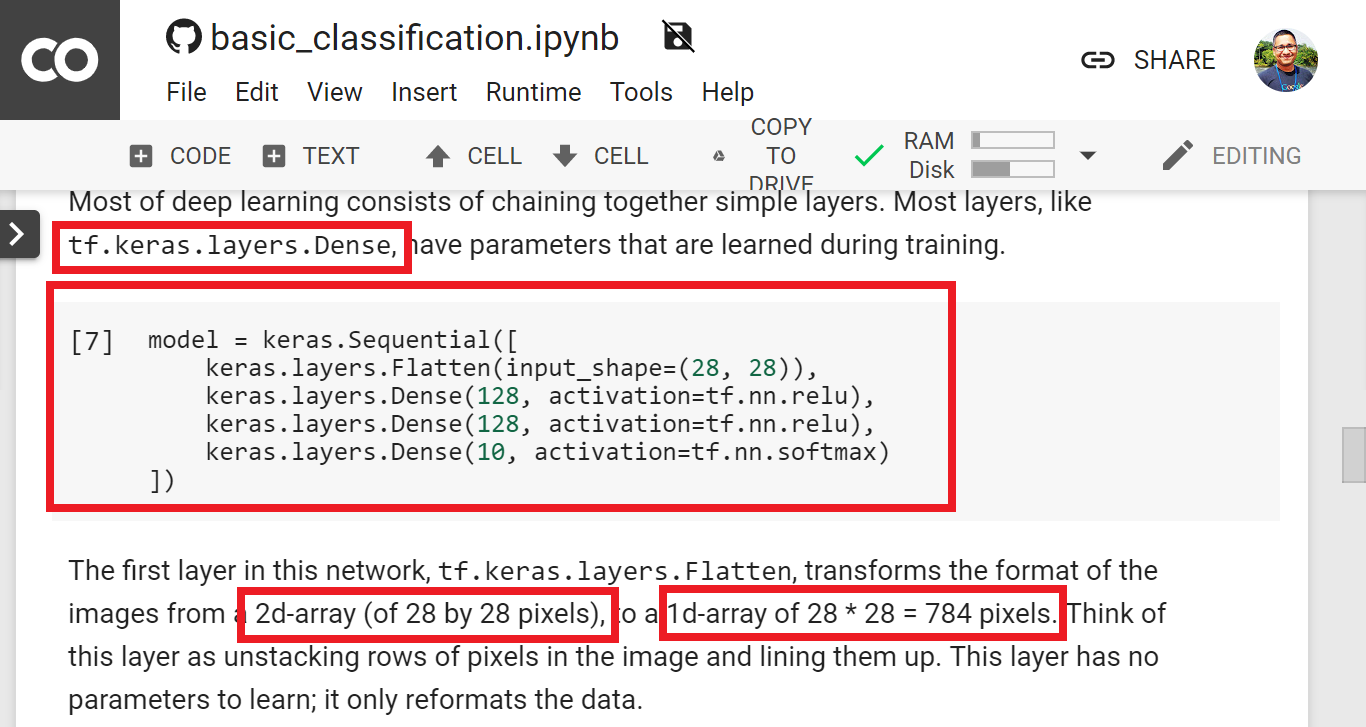 CO
basic_classification.ipynb
File Edit View Insert Runtime Tools Help
SHARE
CODE TEXT CELL CELL COPY TO DRIVE RAM Disk EDITING
Most of deep learning consists of chaining together simple layers. Most layers, like
tf.keras.layers.Dense, have parameters that are learned during training.
[7] model = keras.Sequential([
keras.layers.Flatten(input_shape=(28, 28)),
keras.layers.Dense(128, activation=tf.nn.relu),
keras.layers.Dense(128, activation=tf.nn.relu),
keras.layers.Dense(10, activation=tf.nn.softmax)
])
The first layer in this network, tf.keras.layers.Flatten, transforms the format of the
images from a 2d-array (of 28 by 28 pixels), to a 1d-array of 28 * 28 = 784 pixels. Think of
this layer as unstacking rows of pixels in the image and lining them up. This layer has no
parameters to learn; it only reformats the data.